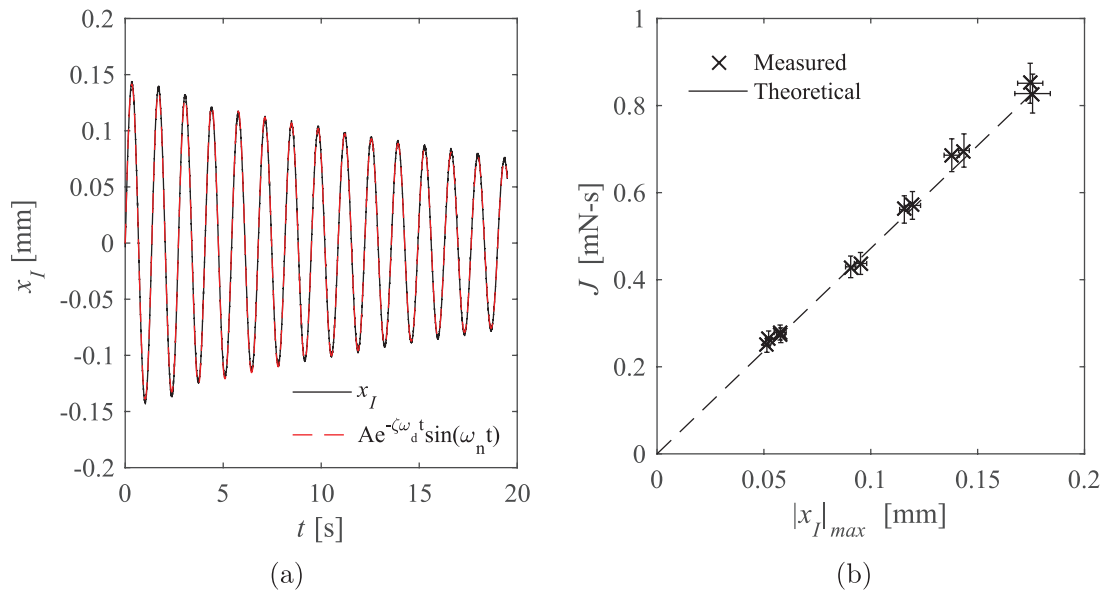 0.2
0.15
0.1
0.05
0
-0.05
-0.1
-0.15
-0.2
x_I [mm]
0 5 10 15 20
t [s]
x_I
Ae^{-ζω_d t}sin(ω_n t)
(a)
1
0.8
0.6
0.4
0.2
0
J [mN-s]
Measured
Theoretical
0 0.05 0.1 0.15 0.2
|x_I|_{max} [mm]
(b)